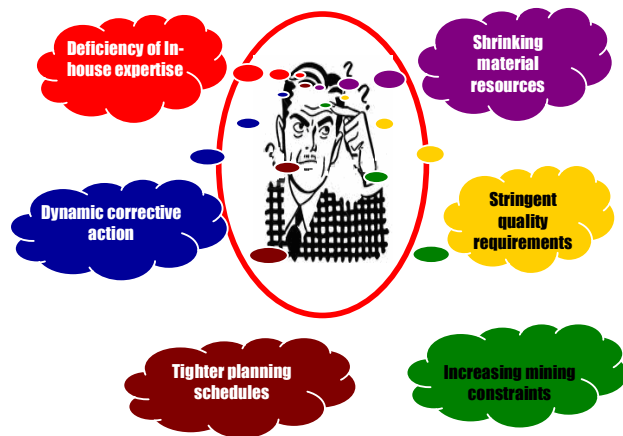 Deficiency of In-
house expertise
Shrinking
material
resources
Dynamic corrective
action
Stringent
quality
requirements
Tighter planning
schedules
Increasing mining
constraints
?
?
?
?